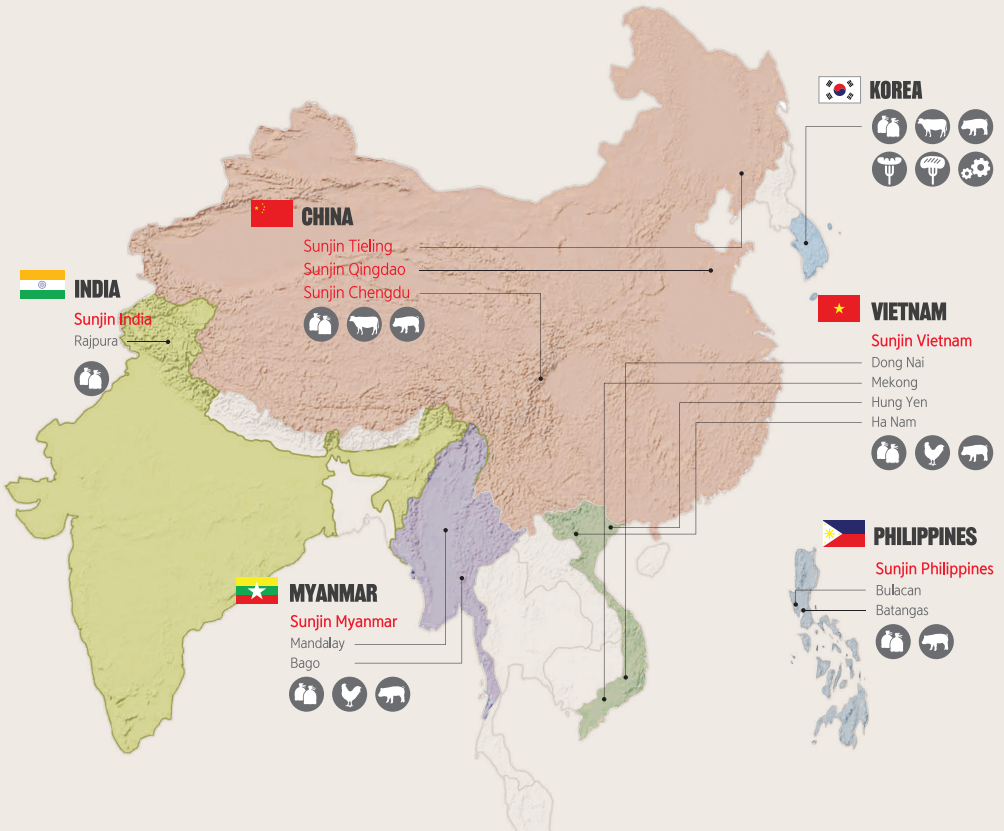 KOREA
CHINA
Sunjin Tieling
Sunjin Qingdao
Sunjin Chengdu
INDIA
Sunjin India
Rajpura
VIETNAM
Sunjin Vietnam
Dong Nai
Mekong
Hung Yen
Ha Nam
PHILIPPINES
Sunjin Philippines
Bulacan
Batangas
MYANMAR
Sunjin Myanmar
Mandalay
Bago